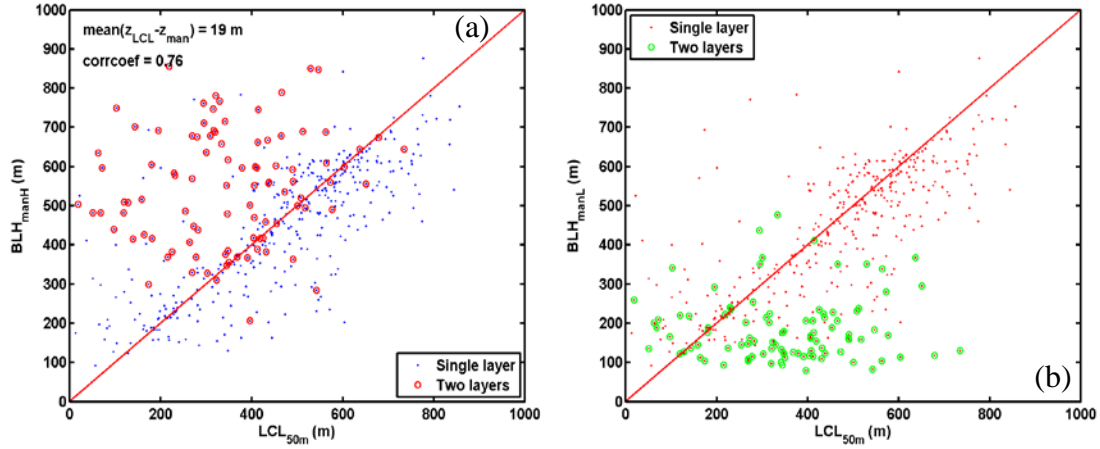 1000
900
800
700
600
500
400
300
200
100
0
0 200 400 600 800 1000
BLH_manH (m)
LCL_50m (m)
mean(z_LCL-z_man) = 19 m
corrcoef = 0.76
(a)
Single layer
Two layers
1000
900
800
700
600
500
400
300
200
100
0
0 200 400 600 800 1000
BLH_manL (m)
LCL_50m (m)
Single layer
Two layers
(b)